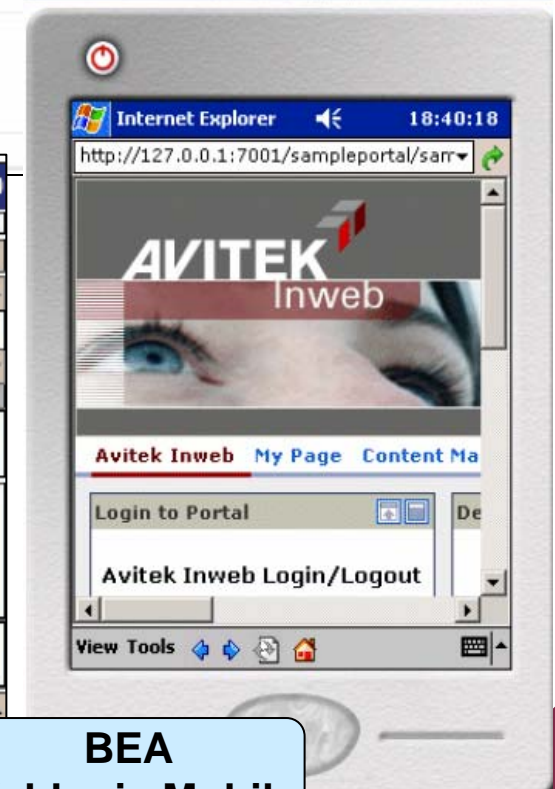 Internet Explorer 18:40:18
http://127.0.0.1:7001/sampleportal/sam
AVITEK
Inweb
Avitek Inweb My Page Content Ma
Login to Portal De
Avitek Inweb Login/Logout
View Tools
BEA